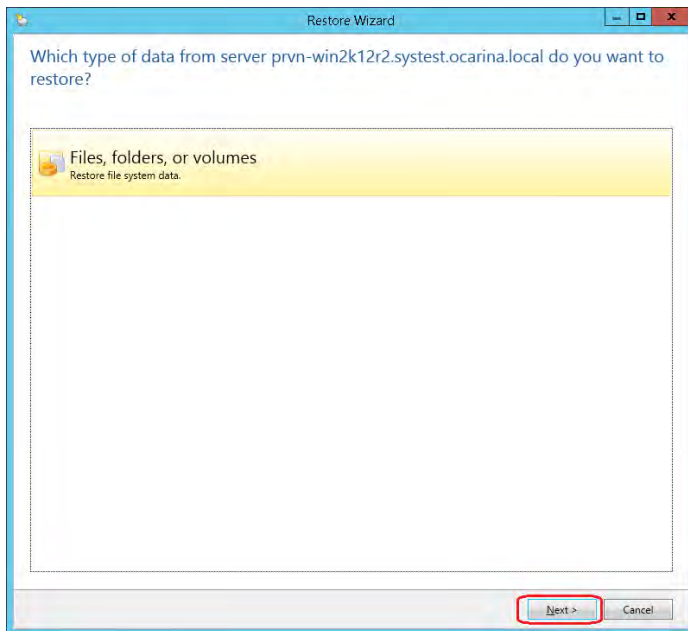 Restore Wizard
Which type of data from server prvn-win2k12r2.systest.ocarina.local do you want to
restore?
Files, folders, or volumes
Restore file system data.
Next >
Cancel